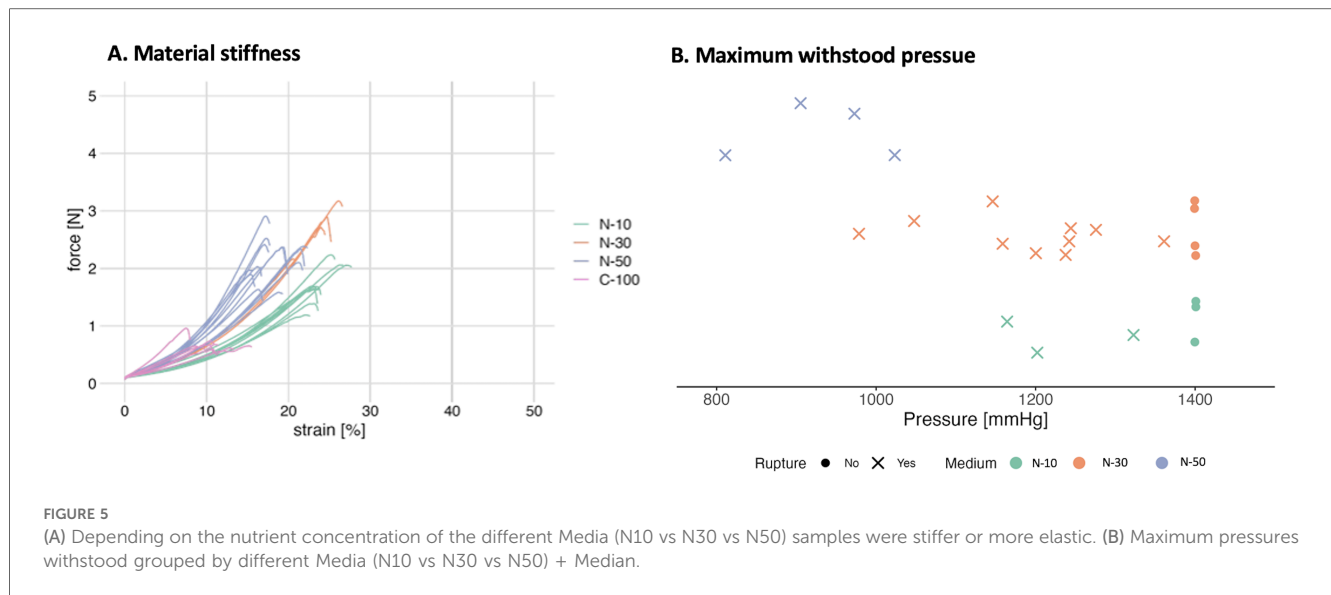 A. Material stiffness
5
4
3
2
1
0
force [N]
0 10 20 30 40 50
strain [%]
N-10
N-30
N-50
C-100
B. Maximum withstood pressue
800 1000 1200 1400
Pressure [mmHg]
Rupture No Yes Medium N-10 N-30 N-50
FIGURE 5
(A) Depending on the nutrient concentration of the different Media (N10 vs N30 vs N50) samples were stiffer or more elastic. (B) Maximum pressures
withstood grouped by different Media (N10 vs N30 vs N50) + Median.